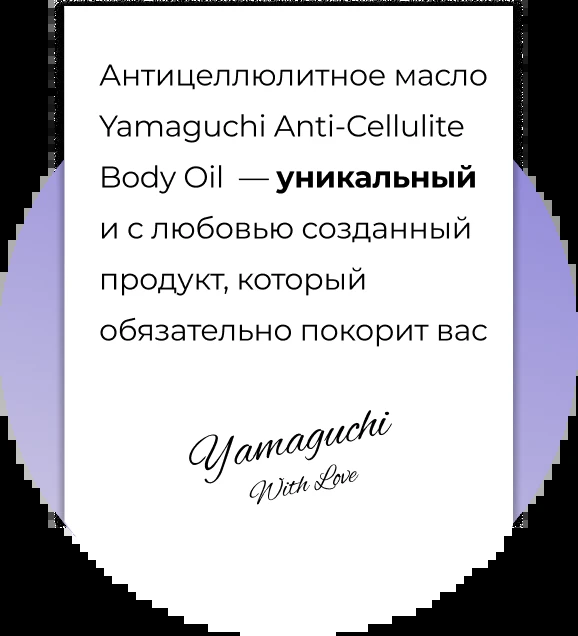 Антицеллюлитное масло
Yamaguchi Anti-Cellulite
Body Oil — уникальный
и с любовью созданный
продукт, который
обязательно покорит вас
Yamaguchi
With Love